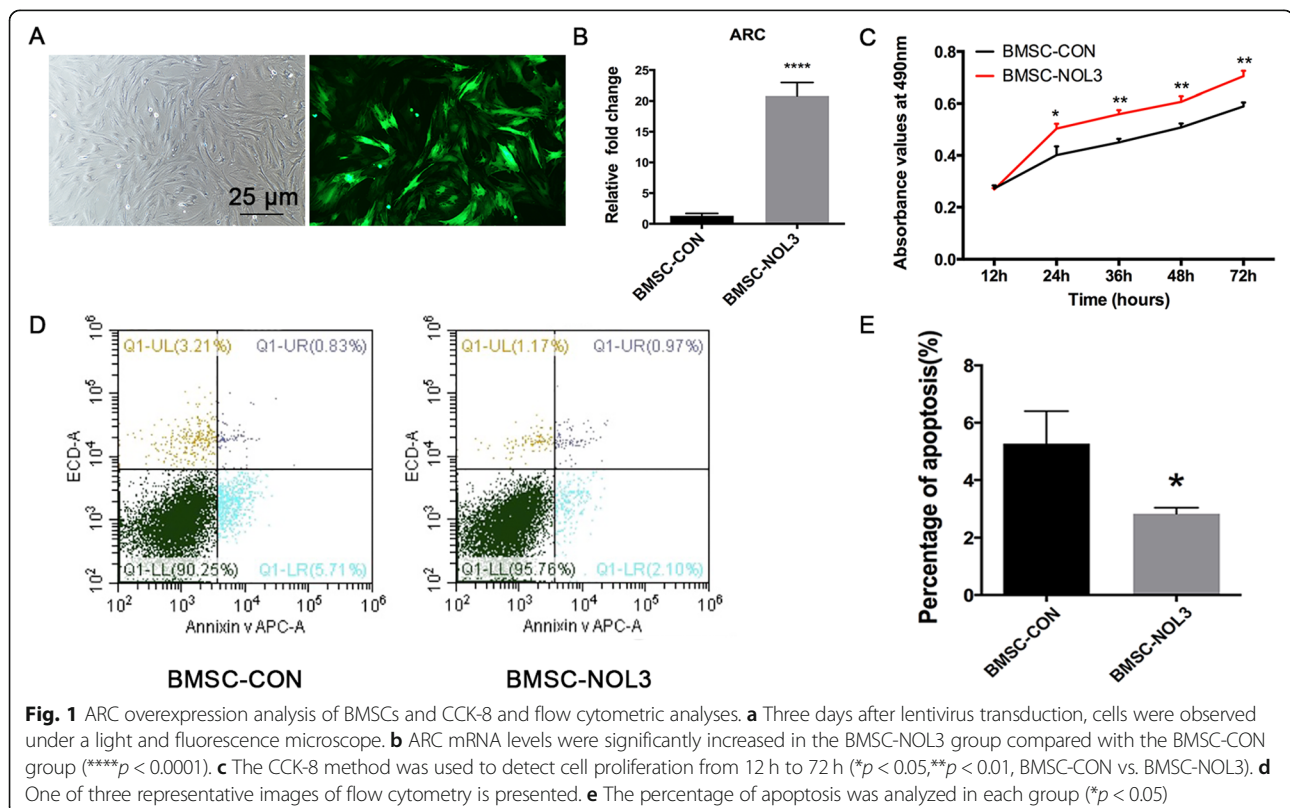 A
25 μm
B
ARC
****
Relative fold change
25
20
15
10
5
0
BMSC-CON
BMSC-NOL3
C
BMSC-CON
BMSC-NOL3
Absorbance values at 490nm
0.8
0.6
0.4
0.2
0.0
*
**
**
**
12h
24h
36h
48h
72h
Time (hours)
D
Q1-UL(3.21%)
Q1-UR(0.83%)
Q1-LL(90.25%)
Q1-LR(5.71%)
ECD-A
10^6
10^5
10^4
10^3
10^2
10^2
10^3
10^4
10^5
10^6
Annixin v APC-A
BMSC-CON
Q1-UL(1.17%)
Q1-UR(0.97%)
Q1-LL(95.76%)
Q1-LR(2.10%)
ECD-A
10^6
10^5
10^4
10^3
10^2
10^2
10^3
10^4
10^5
10^6
Annixin v APC-A
BMSC-NOL3
E
Percentage of apoptosis(%)
8
6
4
2
0
*
BMSC-CON
BMSC-NOL3
Fig. 1 ARC overexpression analysis of BMSCs and CCK-8 and flow cytometric analyses. a Three days after lentivirus transduction, cells were observed
under a light and fluorescence microscope. b ARC mRNA levels were significantly increased in the BMSC-NOL3 group compared with the BMSC-CON
group (****p < 0.0001). c The CCK-8 method was used to detect cell proliferation from 12 h to 72 h (*p < 0.05,**p < 0.01, BMSC-CON vs. BMSC-NOL3). d
One of three representative images of flow cytometry is presented. e The percentage of apoptosis was analyzed in each group (*p < 0.05)